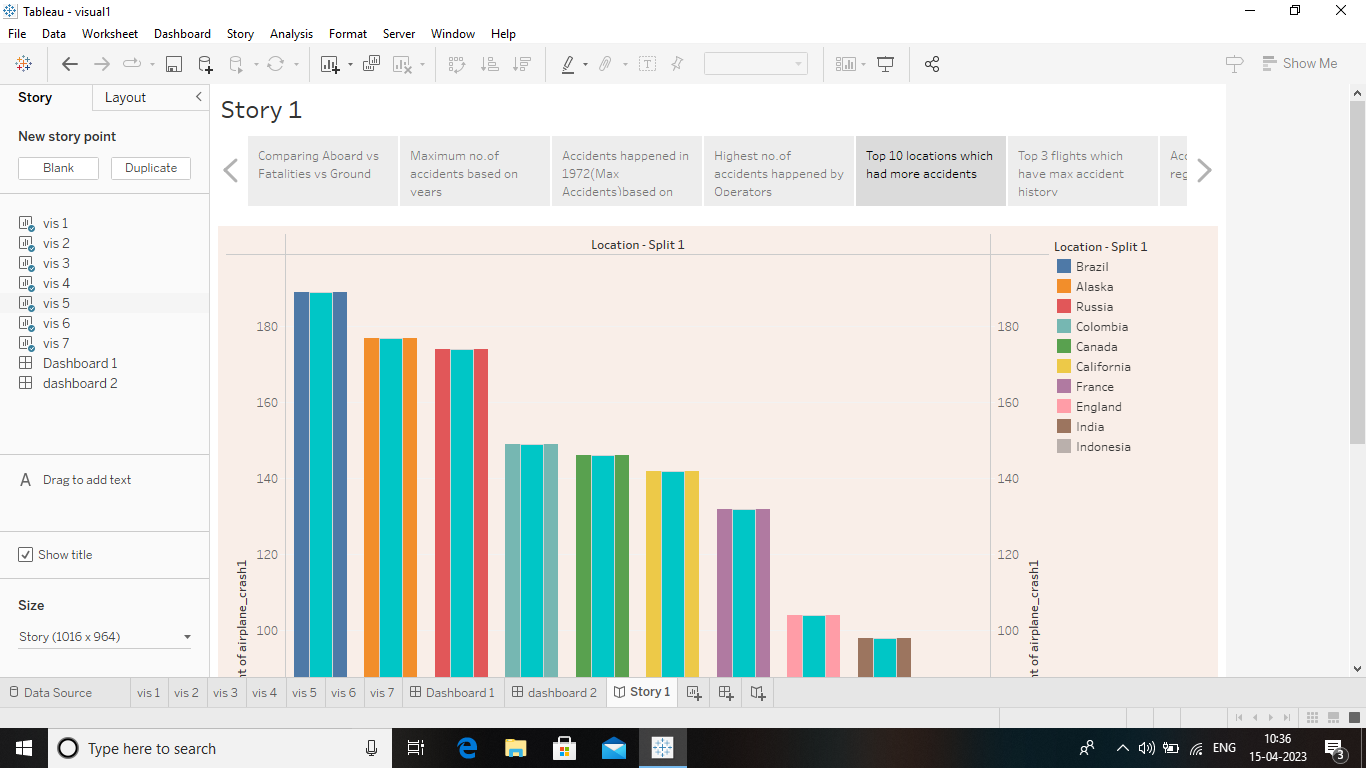 Tableau - visual1
File Data Worksheet Dashboard Story Analysis Format Server Window Help
Show Me
Story Layout
New story point
Blank Duplicate
vis 1
vis 2
vis 3
vis 4
vis 5
vis 6
vis 7
Dashboard 1
dashboard 2
A Drag to add text
Show title
Size
Story (1016 x 964)
Story 1
Comparing Aboard vs
Fatalities vs Ground
Maximum no.of
accidents based on
years
Accidents happened in
1972(Max
Accidents)based on
Highest no.of
accidents happened by
Operators
Top 10 locations which
had more accidents
Top 3 flights which
have max accident
history
Location - Split 1
180
160
140
120
100
nt of airplane_crash1
180
160
140
120
100
nt of airplane_crash1
Location - Split 1
Brazil
Alaska
Russia
Colombia
Canada
California
France
England
India
Indonesia
Data Source vis 1 vis 2 vis 3 vis 4 vis 5 vis 6 vis 7 Dashboard 1 dashboard 2 Story 1
Type here to search
ENG
10:36
15-04-2023
3